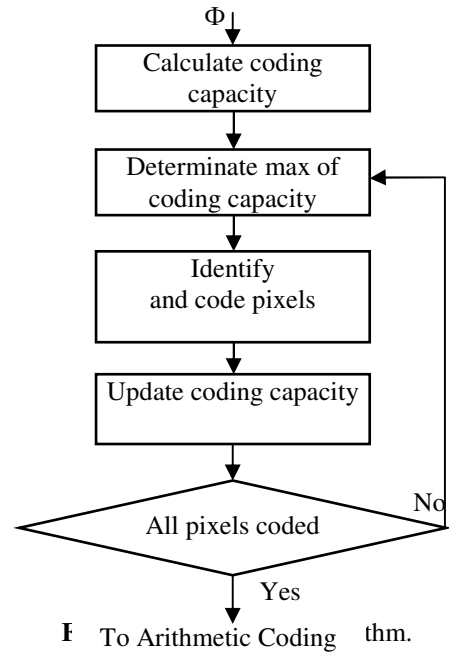 Φ
Calculate coding
capacity
Determinate max of
coding capacity
Identify
and code pixels
Update coding capacity
No
All pixels coded
Yes
To Arithmetic Coding thm.